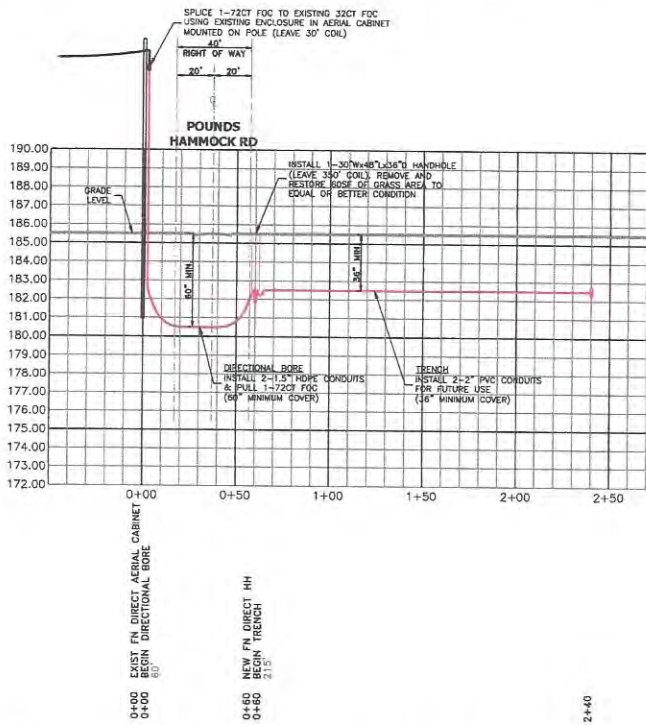 SPLICE 1-72CT FOC TO EXISTING 32CT FOC
USING EXISTING ENCLOSURE IN AERIAL CABINET
MOUNTED ON POLE (LEAVE 30' COIL)
40'
RIGHT OF WAY
20'
20'
POUNDS
HAMMOCK RD
INSTALL 1-30"Wx48"Lx36"D HANDHOLE
(LEAVE 350' COIL). REMOVE AND
RESTORE 60SF OF GRASS AREA TO
EQUAL OR BETTER CONDITION
GRADE
LEVEL
60" MIN
36" MIN
DIRECTIONAL BORE
INSTALL 2-1.5" HDPE CONDUITS
& PULL 1-72CT FOC
(60" MINIMUM COVER)
TRENCH
INSTALL 2-2" PVC CONDUITS
FOR FUTURE USE
(36" MINIMUM COVER)
190.00
189.00
188.00
187.00
186.00
185.00
184.00
183.00
182.00
181.00
180.00
179.00
178.00
177.00
176.00
175.00
174.00
173.00
172.00
0+00
0+50
1+00
1+50
2+00
2+50
0+00 EXIST FN DIRECT AERIAL CABINET
0+00 BEGIN DIRECTIONAL BORE
60'
0+60 NEW FN DIRECT HH
0+60 BEGIN TRENCH
215'
2+40